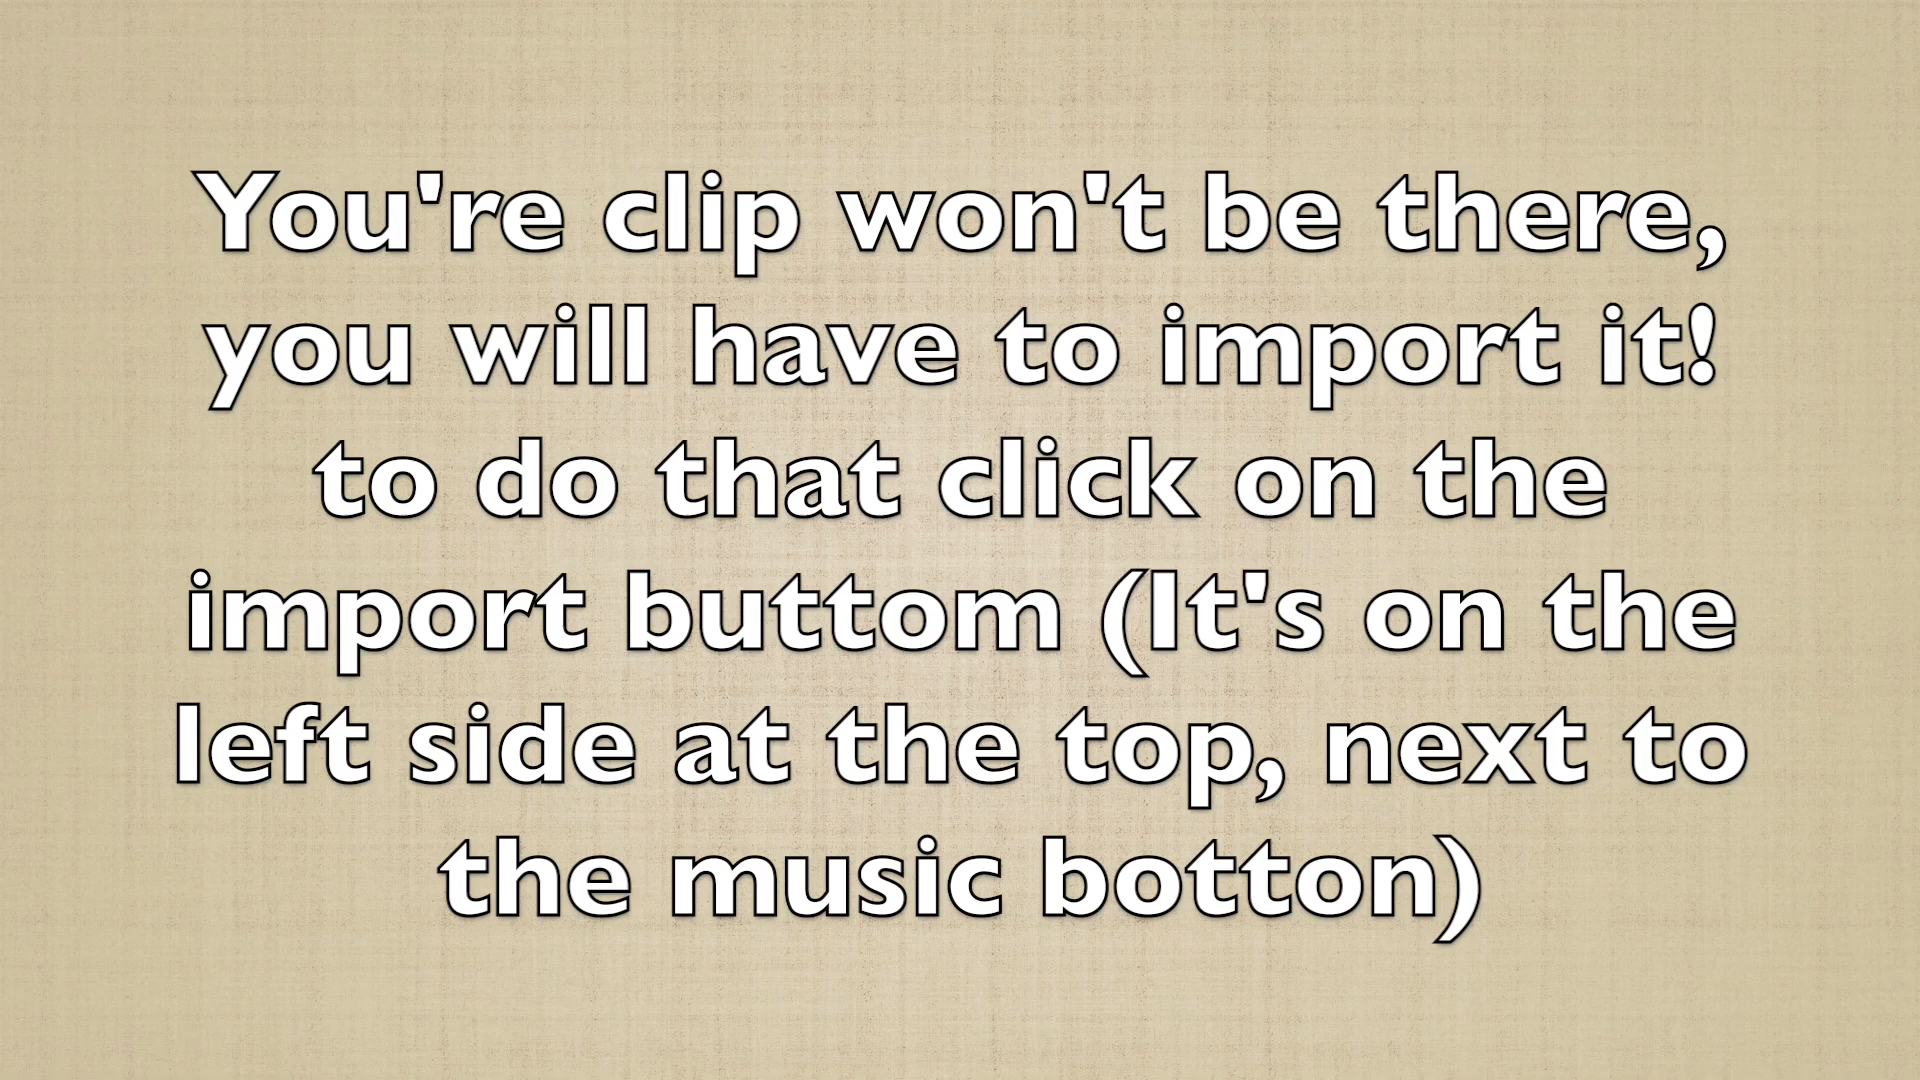 You're clip won't be there,
you will have to import it!
to do that click on the
import buttom (It's on the
left side at the top, next to
the music botton)